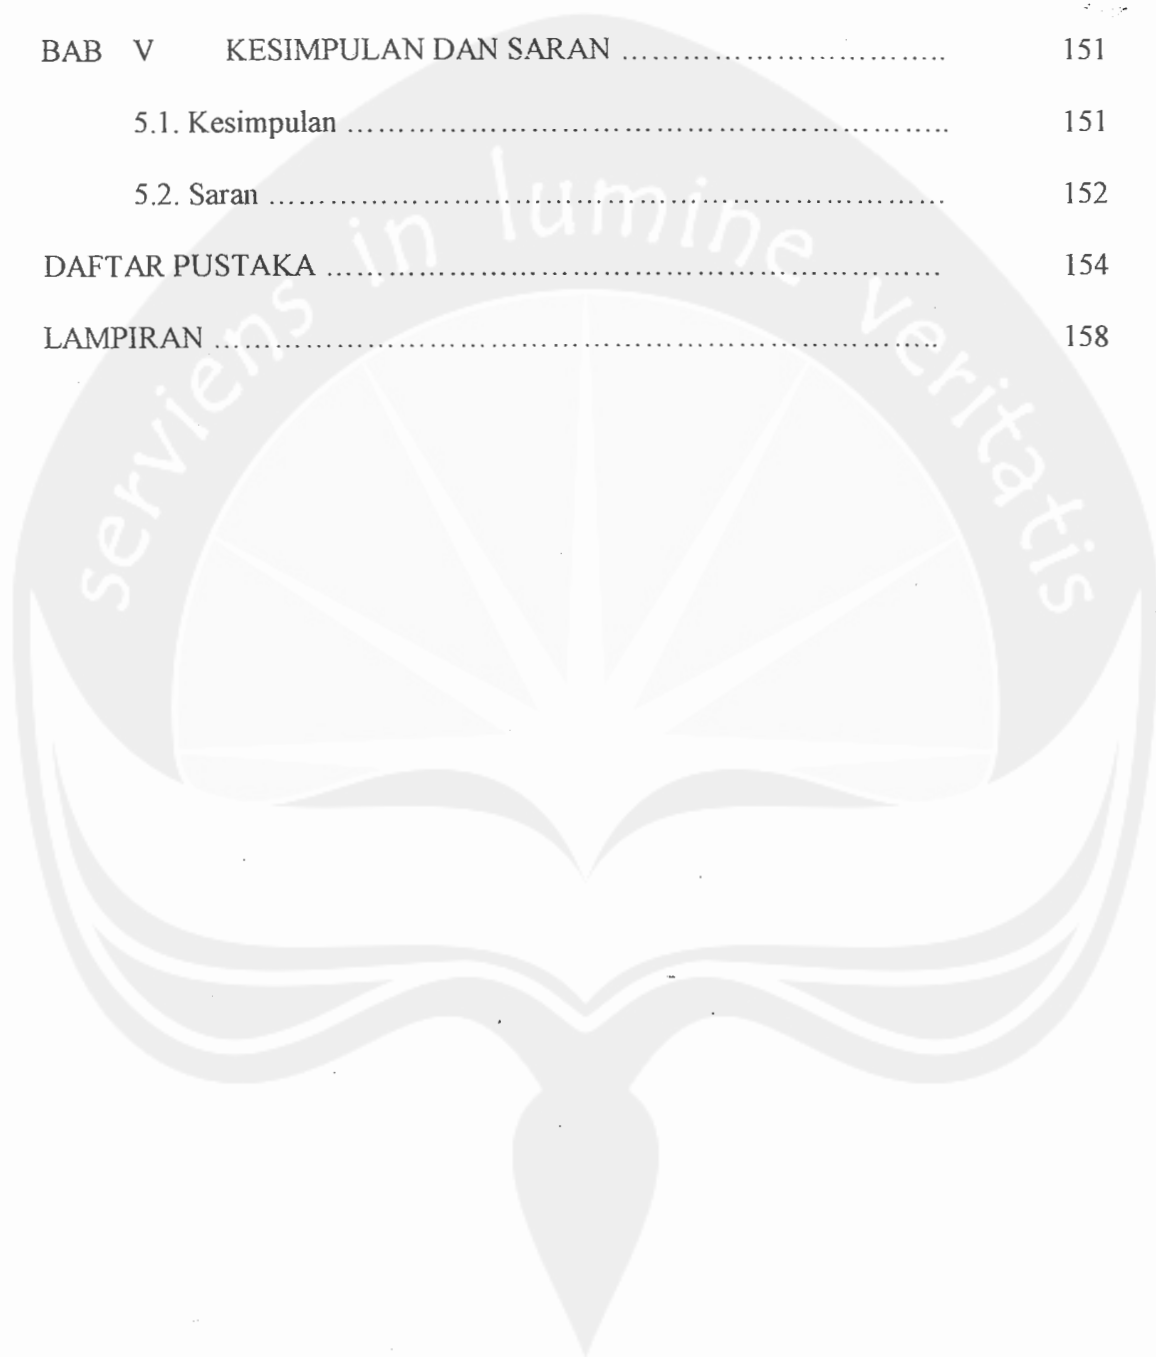 BAB V KESIMPULAN DAN SARAN ................................ 151
5.1. Kesimpulan ............................................................ 151
5.2. Saran .................................................................... 152
DAFTAR PUSTAKA ............................................................. 154
LAMPIRAN ........................................................................ 158
serviens in lumine veritatis